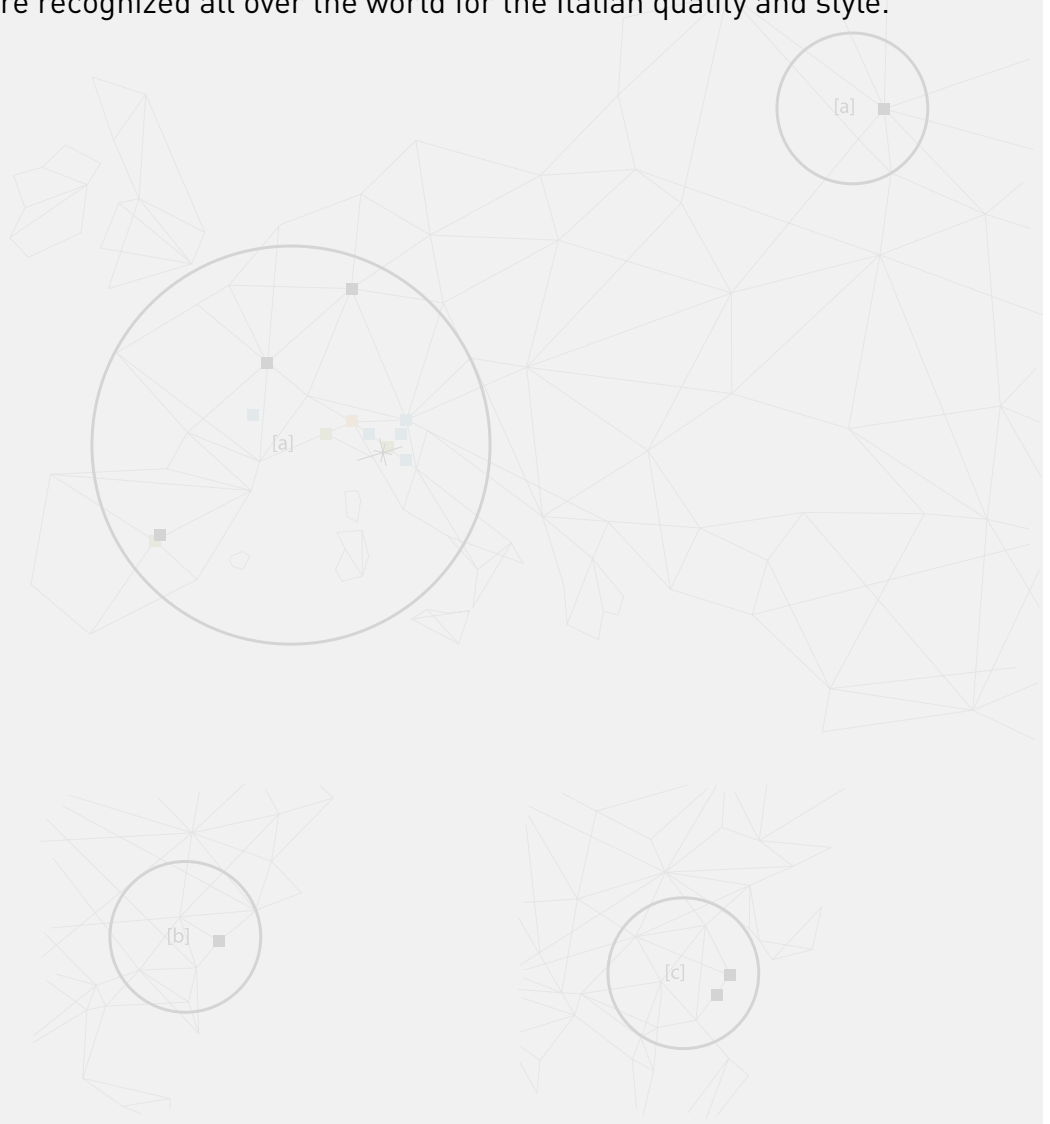 re recognized all over the world for the Italian quality and style.
[a]
[a]
[b]
[c]